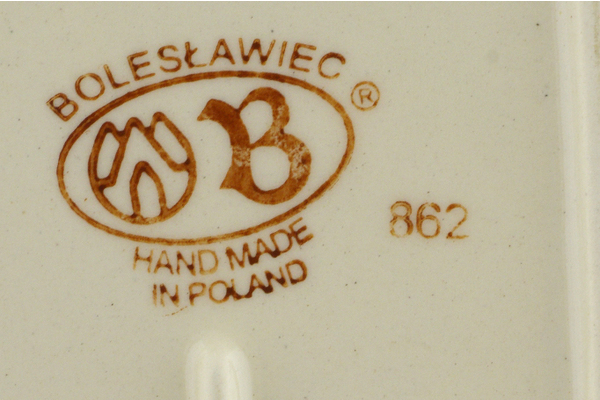 BOLESŁAWIEC ®
B
862
HAND MADE
IN POLAND